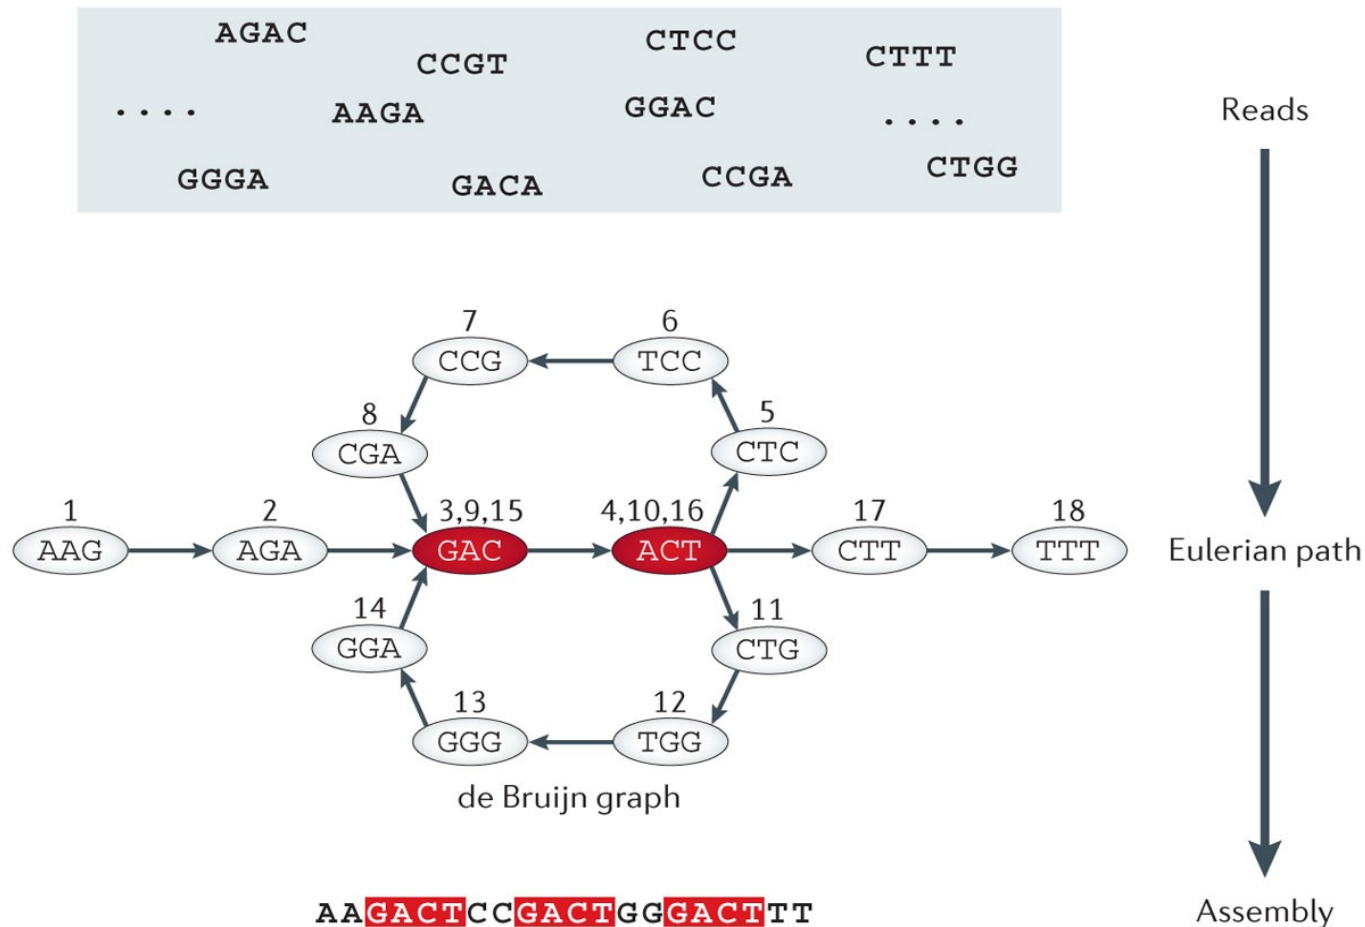 AGAC
CCGT
CTCC
CTTT
....
AAGA
GGAC
....
GGGA
GACA
CCGA
CTGG
Reads
7
CCG
6
TCC
8
CGA
5
CTC
1
AAG
2
AGA
3,9,15
GAC
4,10,16
ACT
17
CTT
18
TTT
Eulerian path
14
GGA
11
CTG
13
GGG
12
TGG
de Bruijn graph
AAGACTCCGACTGGGACTTT
Assembly